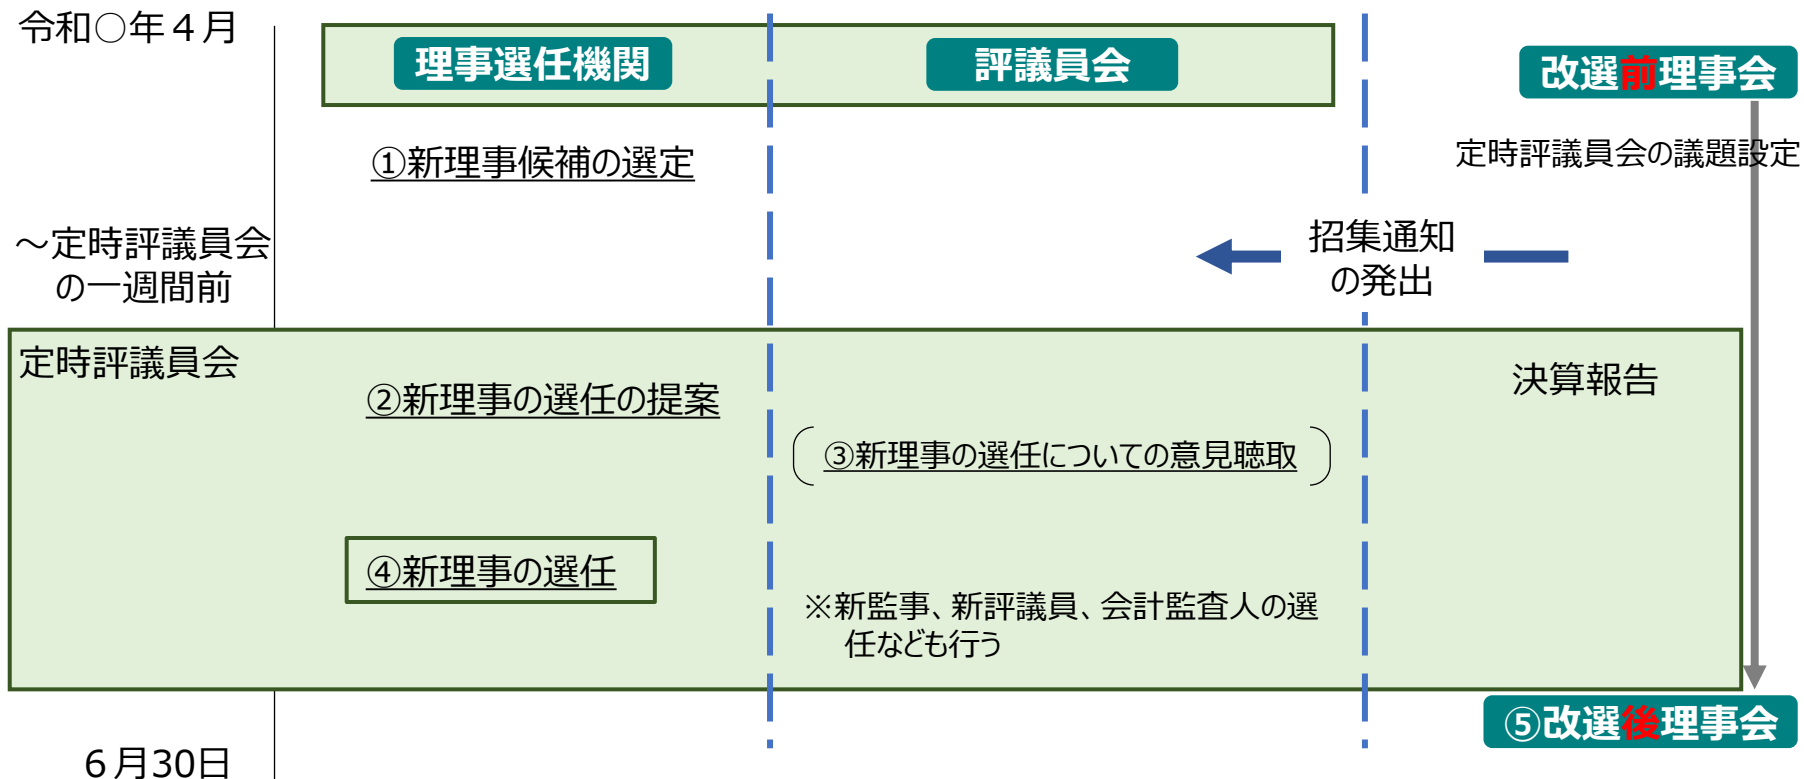 令和○年４月
理事選任機関
評議員会
改選前理事会
①新理事候補の選定
定時評議員会の議題設定
～定時評議員会
の一週間前
招集通知
の発出
定時評議員会
②新理事の選任の提案
決算報告
③新理事の選任についての意見聴取
④新理事の選任
※新監事、新評議員、会計監査人の選
任なども行う
⑤改選後理事会
６月30日